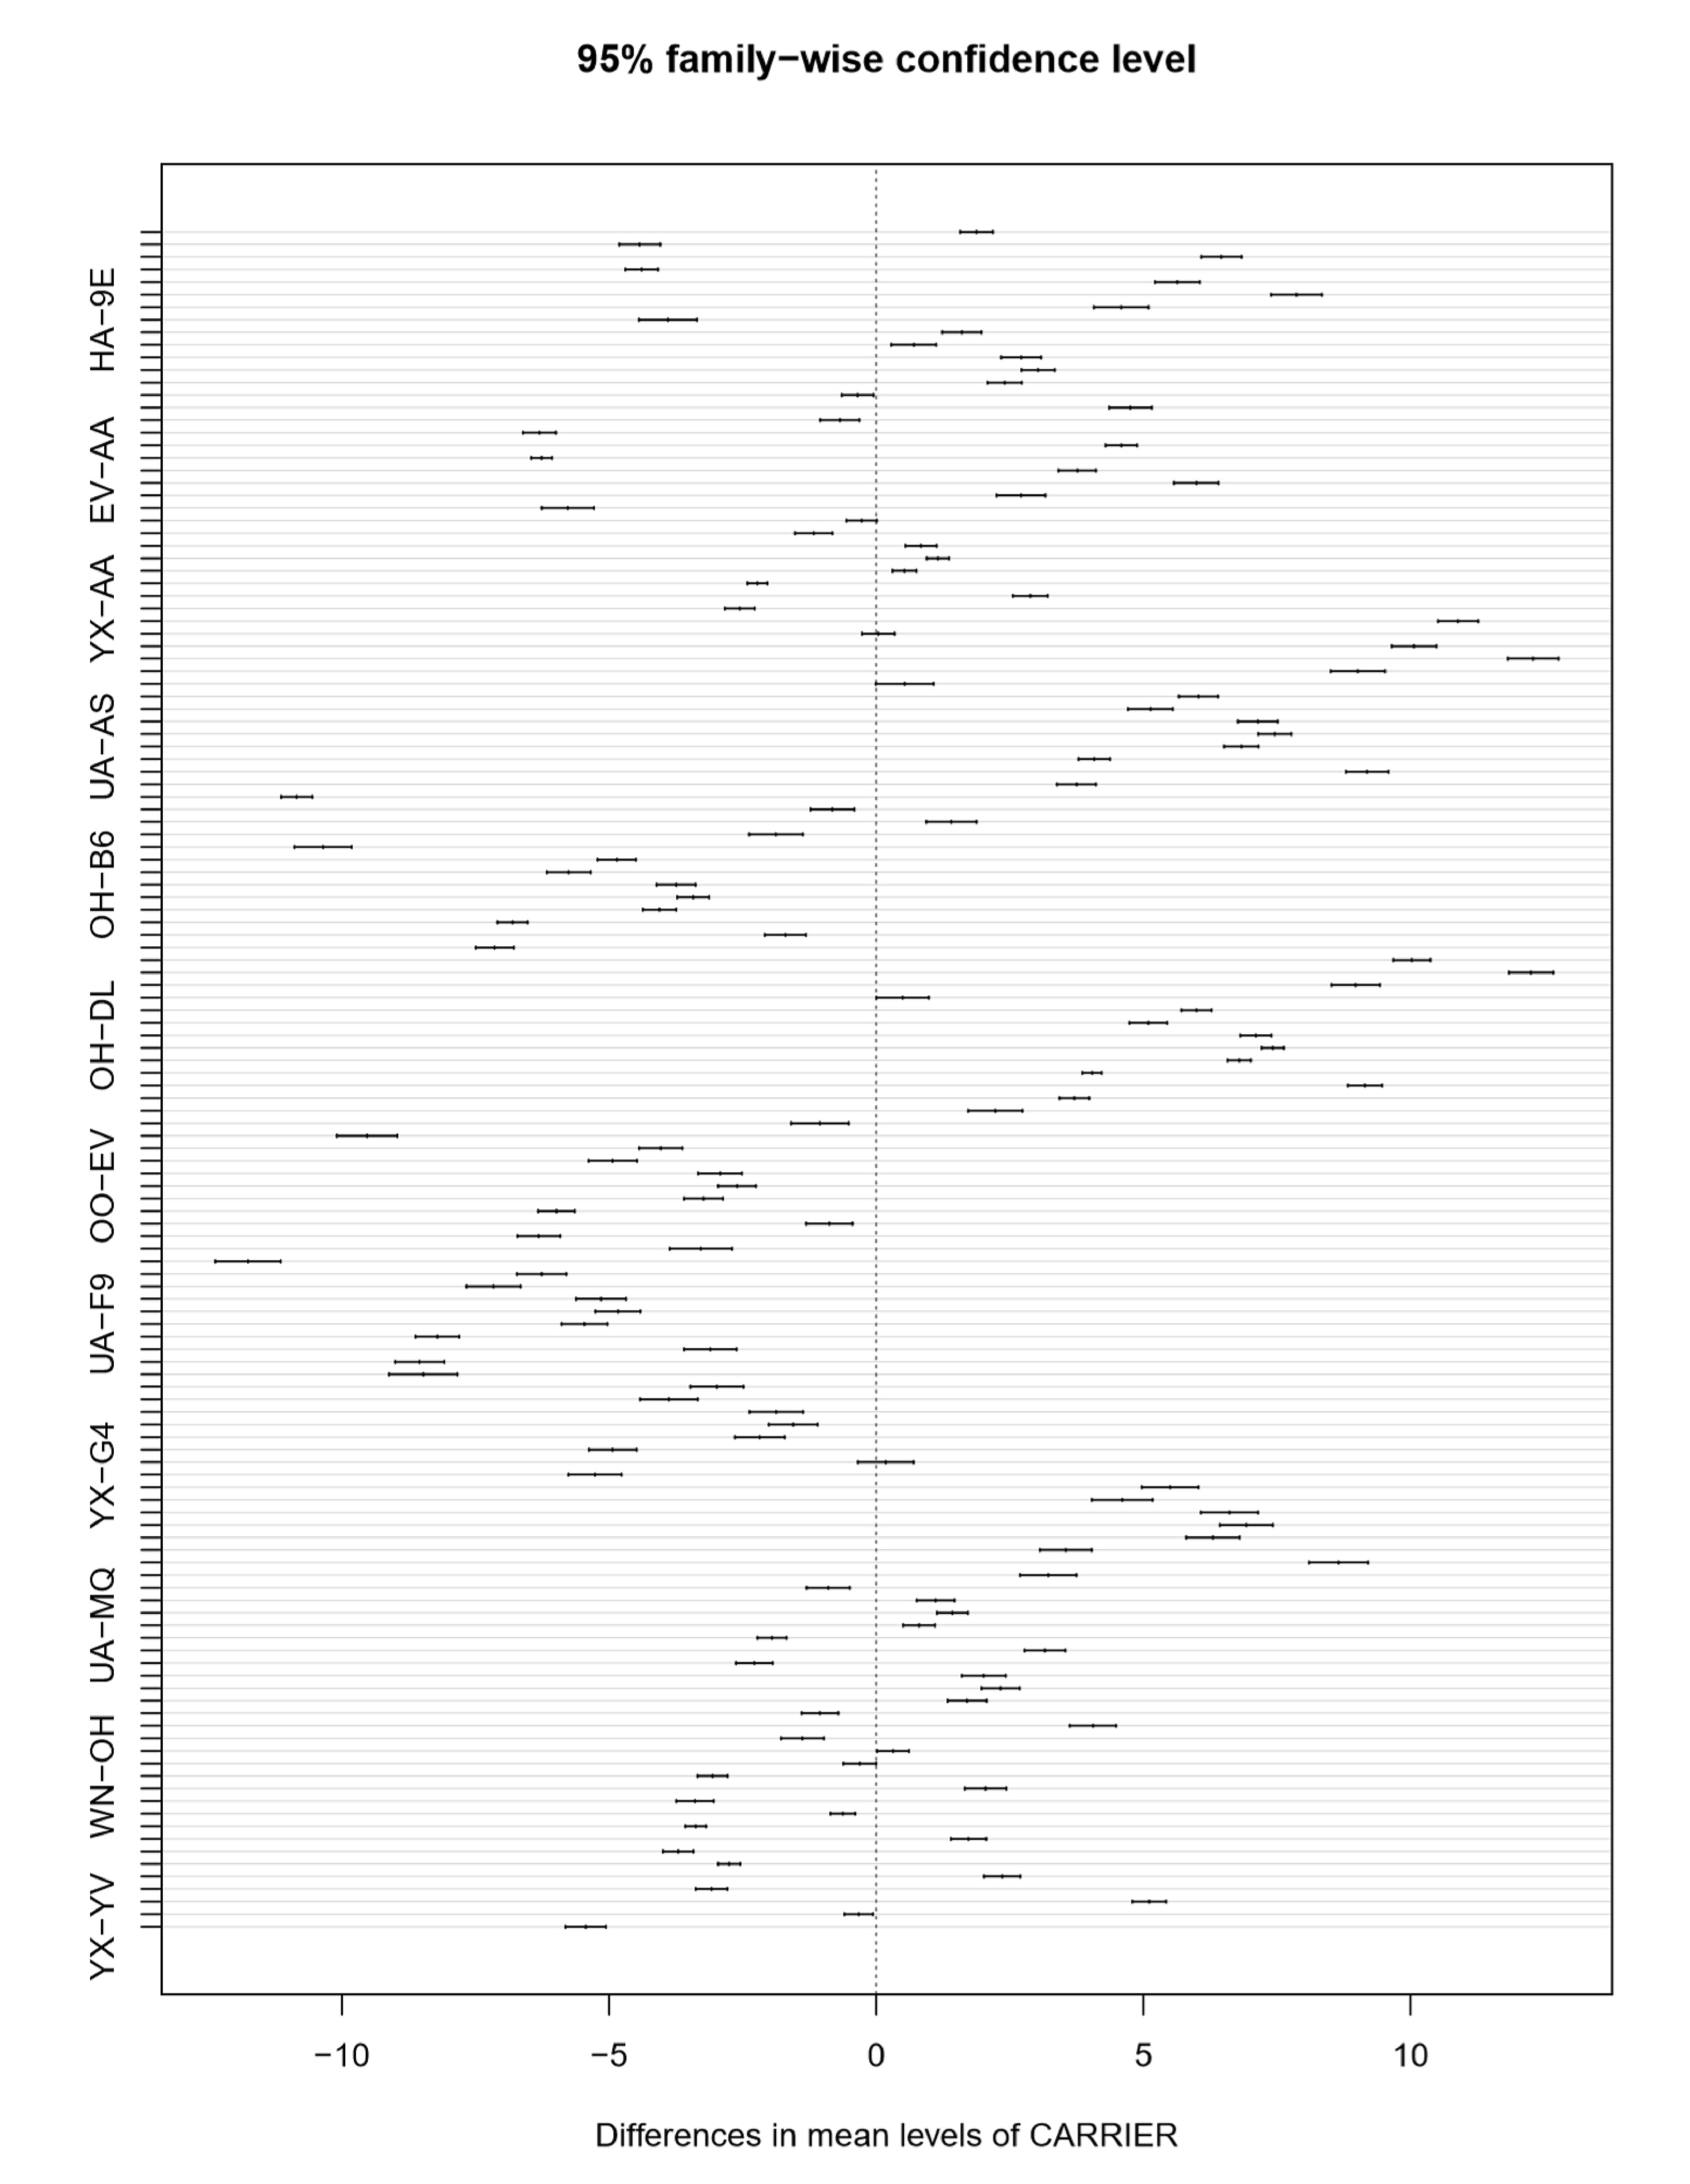 95% family−wise confidence level
HA−9E
EV−AA
YX−AA
UA−AS
OH−B6
OH−DL
OO−EV
UA−F9
YX−G4
UA−MQ
WN−OH
YX−YV
−10 −5 0 5 10
Differences in mean levels of CARRIER